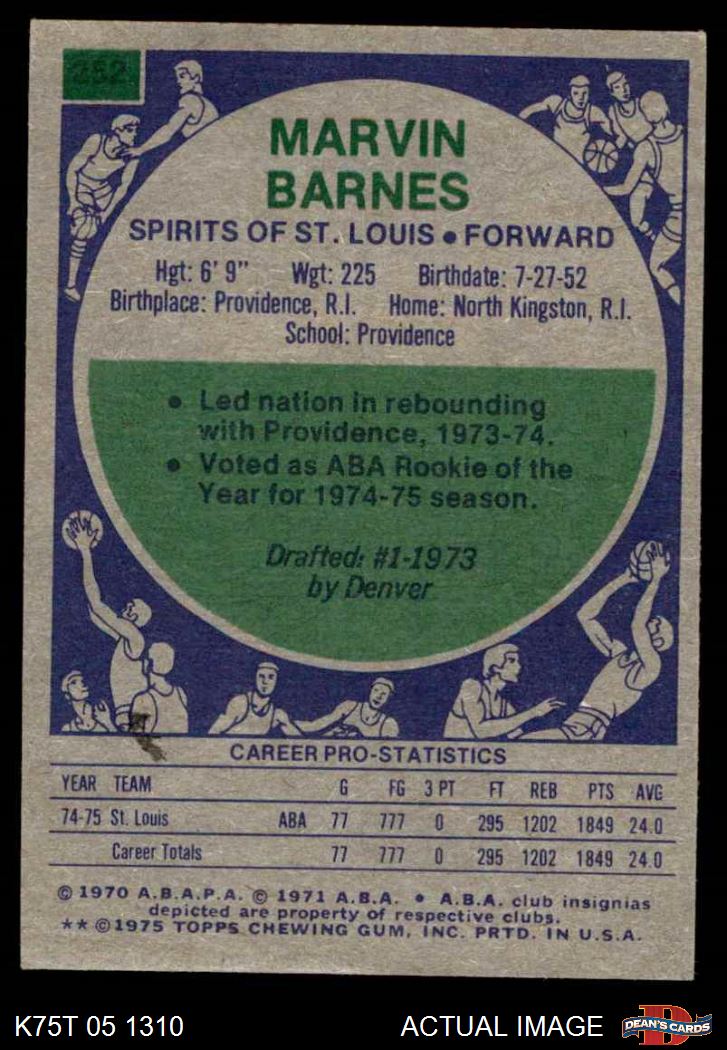 252
MARVIN
BARNES
SPIRITS OF ST. LOUIS • FORWARD
Hgt: 6' 9" Wgt: 225 Birthdate: 7-27-52
Birthplace: Providence, R.I. Home: North Kingston, R.I.
School: Providence
• Led nation in rebounding
with Providence, 1973-74.
• Voted as ABA Rookie of the
Year for 1974-75 season.
Drafted: #1-1973
by Denver
CAREER PRO-STATISTICS
YEAR TEAM G FG 3 PT FT REB PTS AVG
74-75 St. Louis ABA 77 777 0 295 1202 1849 24.0
Career Totals 77 777 0 295 1202 1849 24.0
© 1970 A.B.A.P.A. © 1971 A.B.A. • A.B.A. club insignias
depicted are property of respective clubs.
** © 1975 TOPPS CHEWING GUM, INC. PRTD. IN U.S.A.
K75T 05 1310 ACTUAL IMAGE
D
DEAN'S CARDS